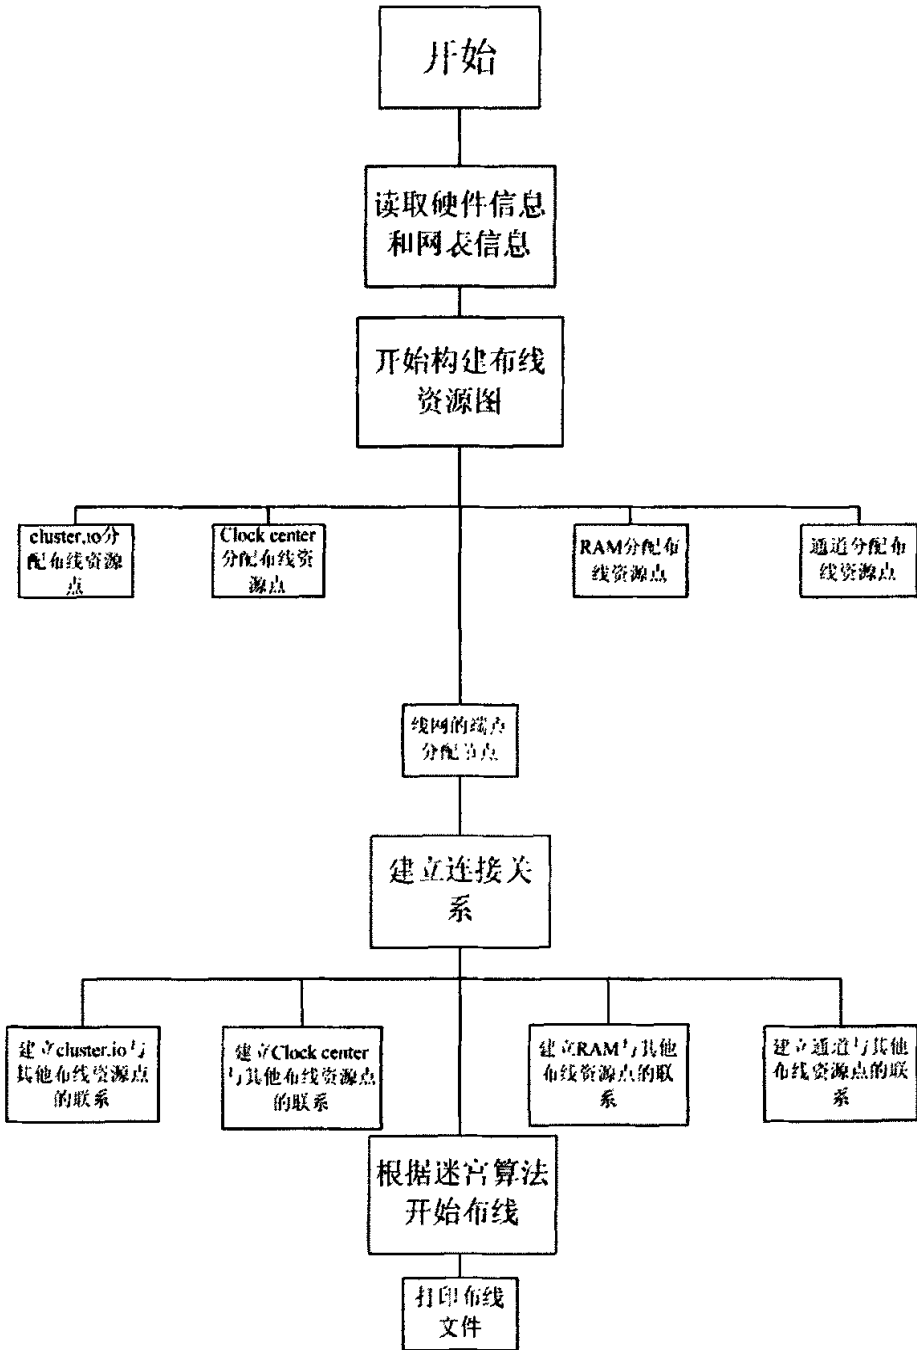 开始
读取硬件信息
和网表信息
开始构建布线
资源图
cluster,io分
配布线资源
点
Clock center
分配布线资
源点
RAM分配布
线资源点
通道分配布
线资源点
线网的端点
分配节点
建立连接关
系
建立cluster,io与
其他布线资源点
的联系
建立Clock center
与其他布线资源点
的联系
建立RAM与其他
布线资源点的联
系
建立通道与其他
布线资源点的联
系
根据迷宫算法
开始布线
打印布线
文件